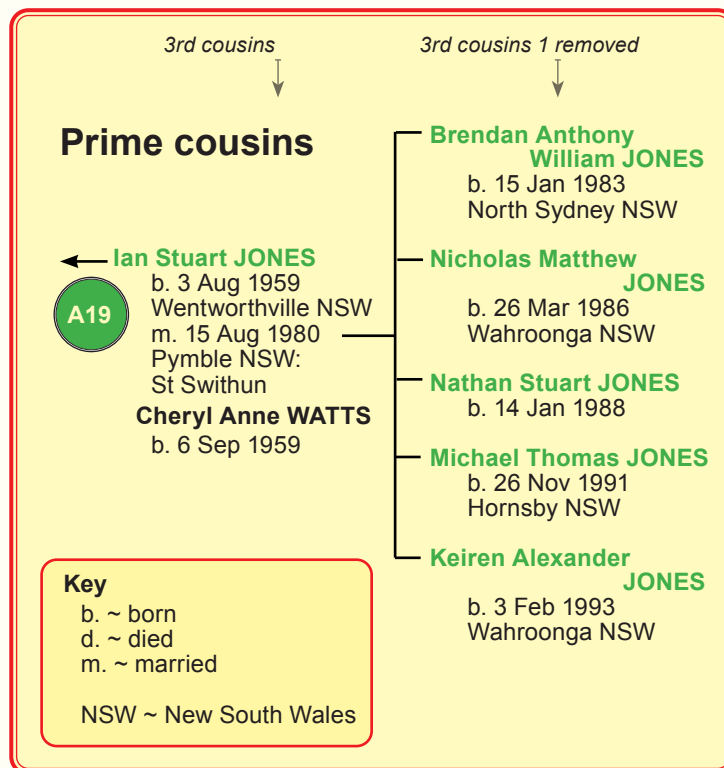 3rd cousins
3rd cousins 1 removed
Prime cousins
Ian Stuart JONES
b. 3 Aug 1959
Wentworthville NSW
m. 15 Aug 1980
Pymble NSW:
St Swithun
Cheryl Anne WATTS
b. 6 Sep 1959
A19
Brendan Anthony
William JONES
b. 15 Jan 1983
North Sydney NSW
Nicholas Matthew
JONES
b. 26 Mar 1986
Wahroonga NSW
Nathan Stuart JONES
b. 14 Jan 1988
Michael Thomas JONES
b. 26 Nov 1991
Hornsby NSW
Keiren Alexander
JONES
b. 3 Feb 1993
Wahroonga NSW
Key
b. ~ born
d. ~ died
m. ~ married
NSW ~ New South Wales